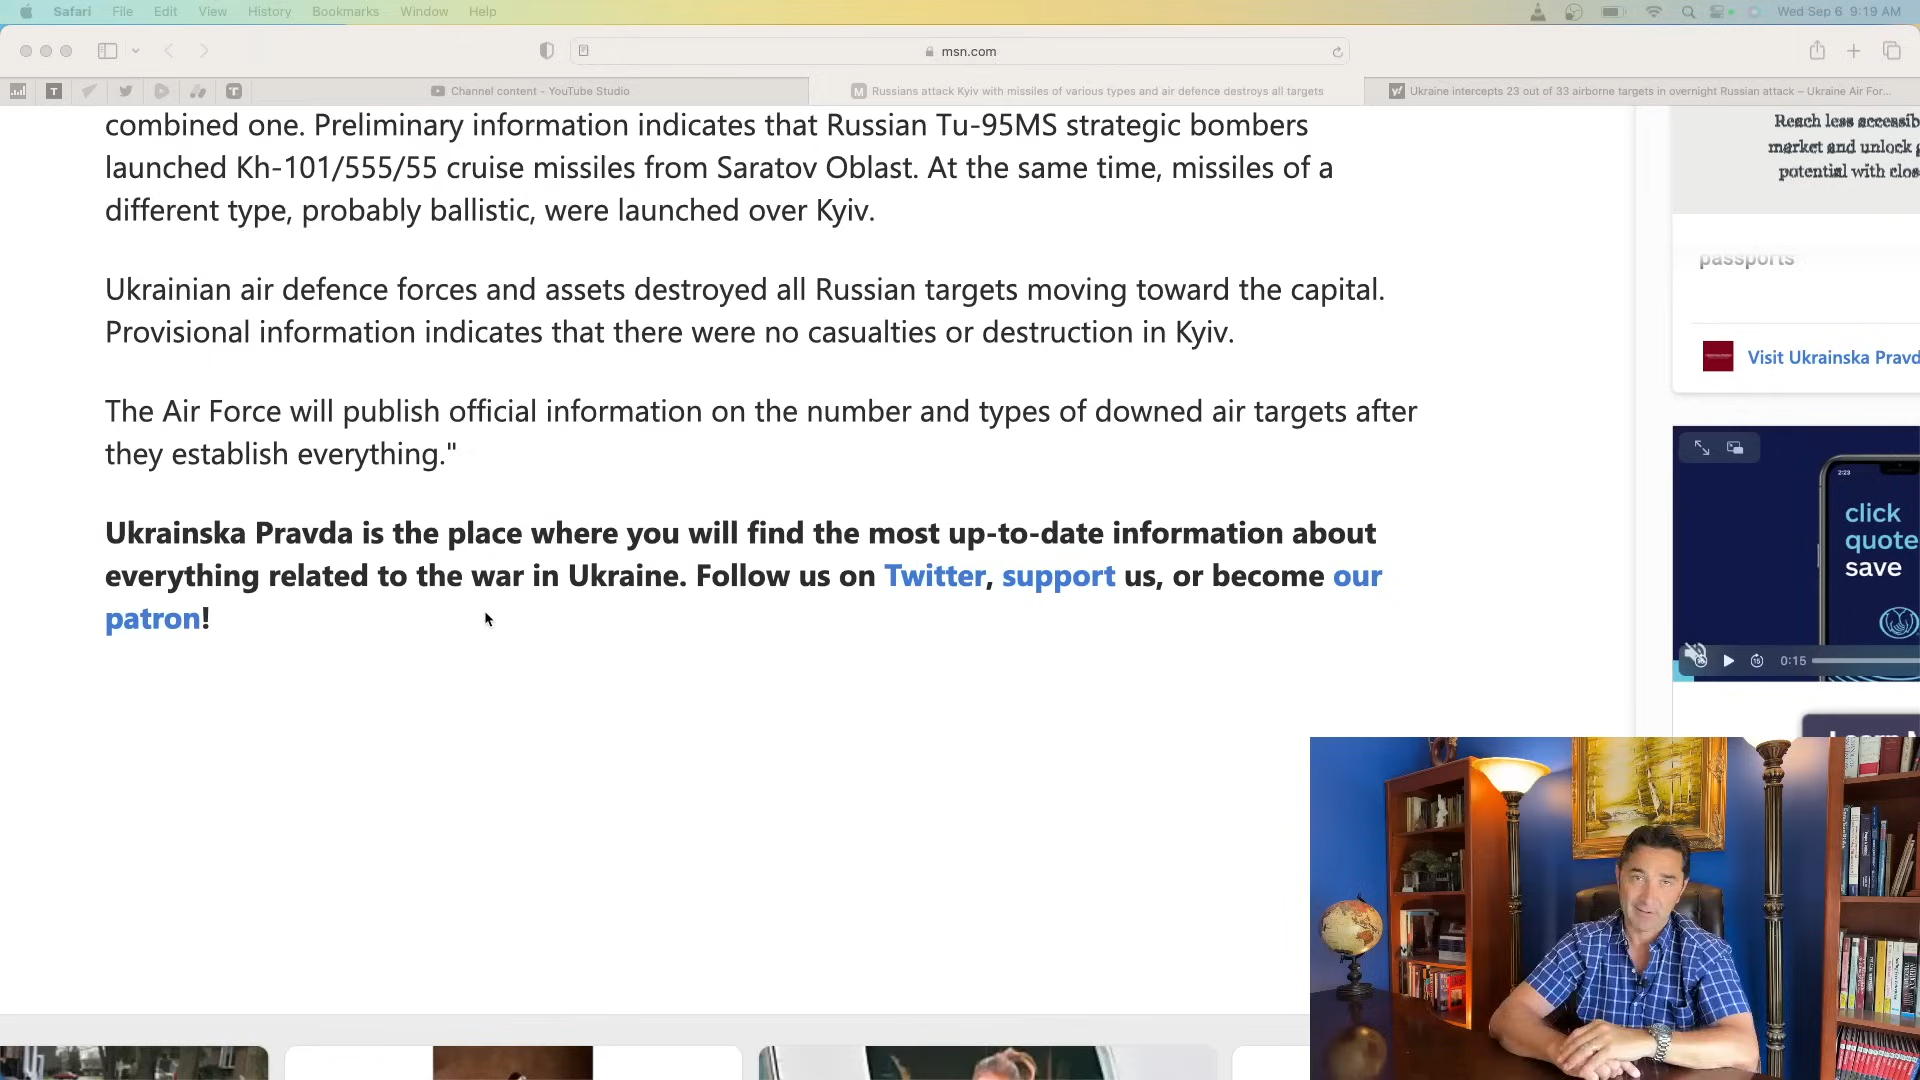 Safari File Edit View History Bookmarks Window Help
Wed Sep 6 9:19 AM
msn.com
Channel content - YouTube Studio
Russians attack Kyiv with missiles of various types and air defence destroys all targets
Ukraine intercepts 23 out of 33 airborne targets in overnight Russian attack – Ukraine Air For...
combined one. Preliminary information indicates that Russian Tu-95MS strategic bombers
launched Kh-101/555/55 cruise missiles from Saratov Oblast. At the same time, missiles of a
different type, probably ballistic, were launched over Kyiv.
Ukrainian air defence forces and assets destroyed all Russian targets moving toward the capital.
Provisional information indicates that there were no casualties or destruction in Kyiv.
The Air Force will publish official information on the number and types of downed air targets after
they establish everything."
Ukrainska Pravda is the place where you will find the most up-to-date information about
everything related to the war in Ukraine. Follow us on Twitter, support us, or become our
patron!
Reach less
market and unlock
potential with
passports
Visit Ukrainska
2:23
click
quote
save
0:15